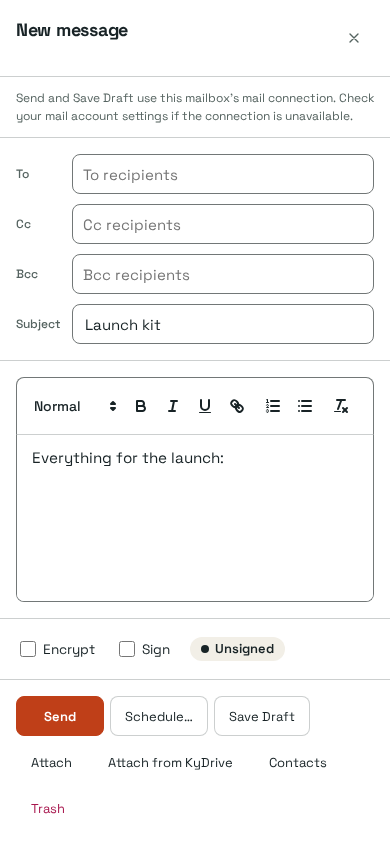 New message
Send and Save Draft use this mailbox's mail connection. Check
your mail account settings if the connection is unavailable.
To
To recipients
Cc
Cc recipients
Bcc
Bcc recipients
Subject
Launch kit
Normal
Everything for the launch:
Encrypt
Sign
Unsigned
Send
Schedule...
Save Draft
Attach
Attach from KyDrive
Contacts
Trash